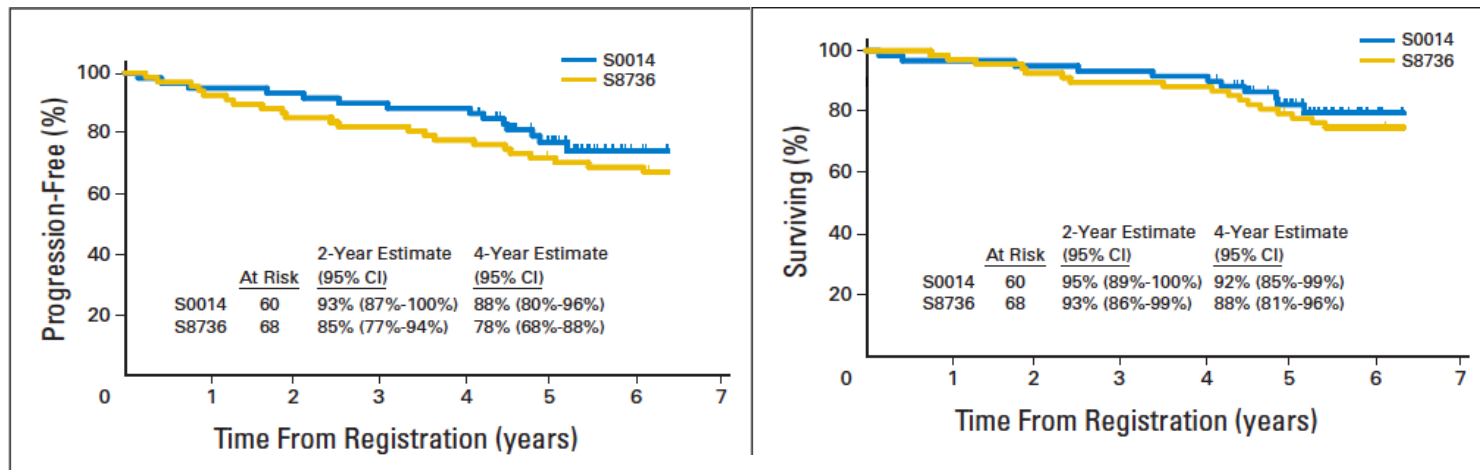 S0014
S8736
100
80
60
40
20
0
Progression-Free (%)
2-Year Estimate 4-Year Estimate
At Risk (95% CI) (95% CI)
S0014 60 93% (87%-100%) 88% (80%-96%)
S8736 68 85% (77%-94%) 78% (68%-88%)
1 2 3 4 5 6 7
Time From Registration (years)
S0014
S8736
100
80
60
40
20
0
Surviving (%)
2-Year Estimate 4-Year Estimate
At Risk (95% CI) (95% CI)
S0014 60 95% (89%-100%) 92% (85%-99%)
S8736 68 93% (86%-99%) 88% (81%-96%)
1 2 3 4 5 6 7
Time From Registration (years)